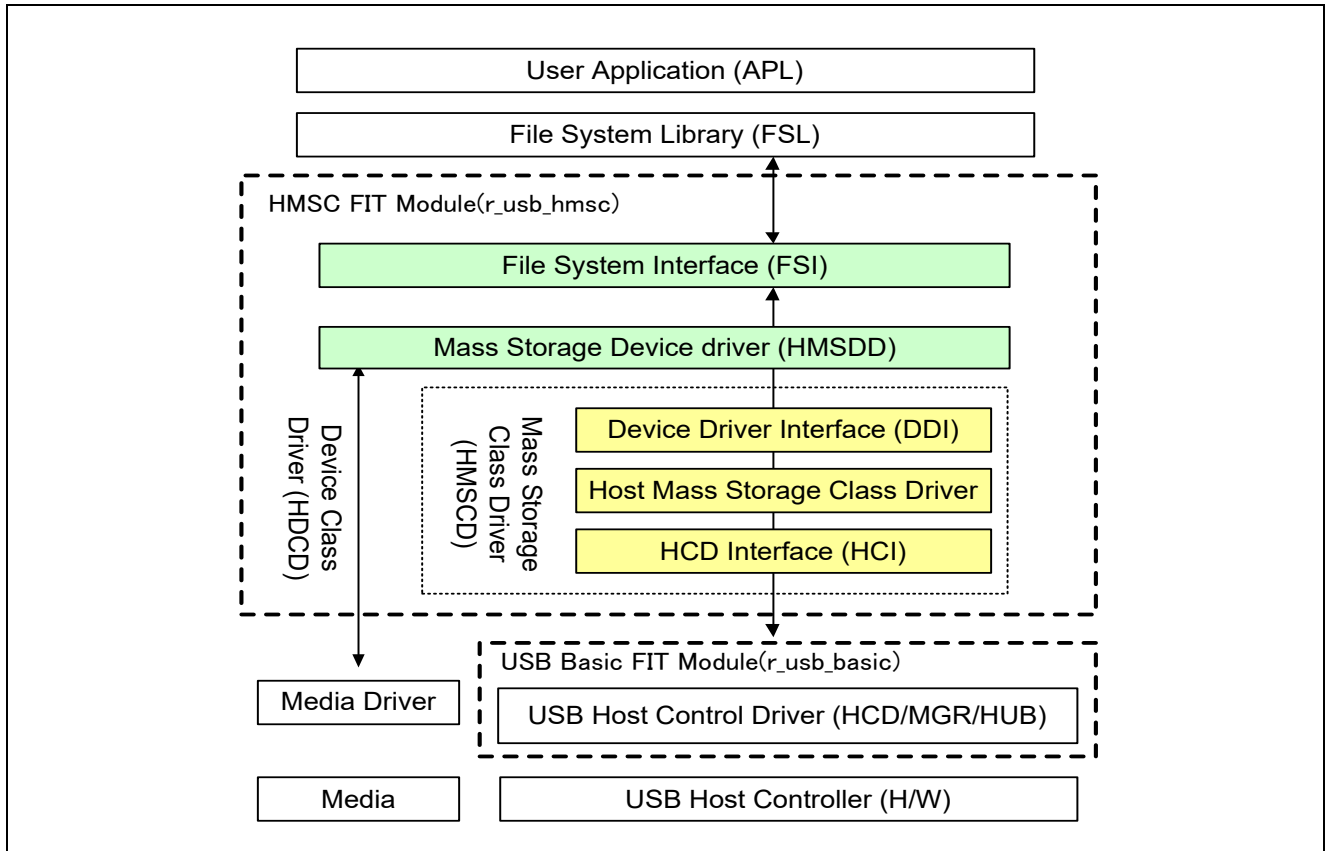 User Application (APL)
File System Library (FSL)
HMSC FIT Module(r_usb_hmsc)
File System Interface (FSI)
Mass Storage Device driver (HMSDD)
Device Class
Driver (HDCD)
Mass Storage
Class Driver
(HMSCD)
Device Driver Interface (DDI)
Host Mass Storage Class Driver
HCD Interface (HCI)
USB Basic FIT Module(r_usb_basic)
Media Driver
USB Host Control Driver (HCD/MGR/HUB)
Media
USB Host Controller (H/W)